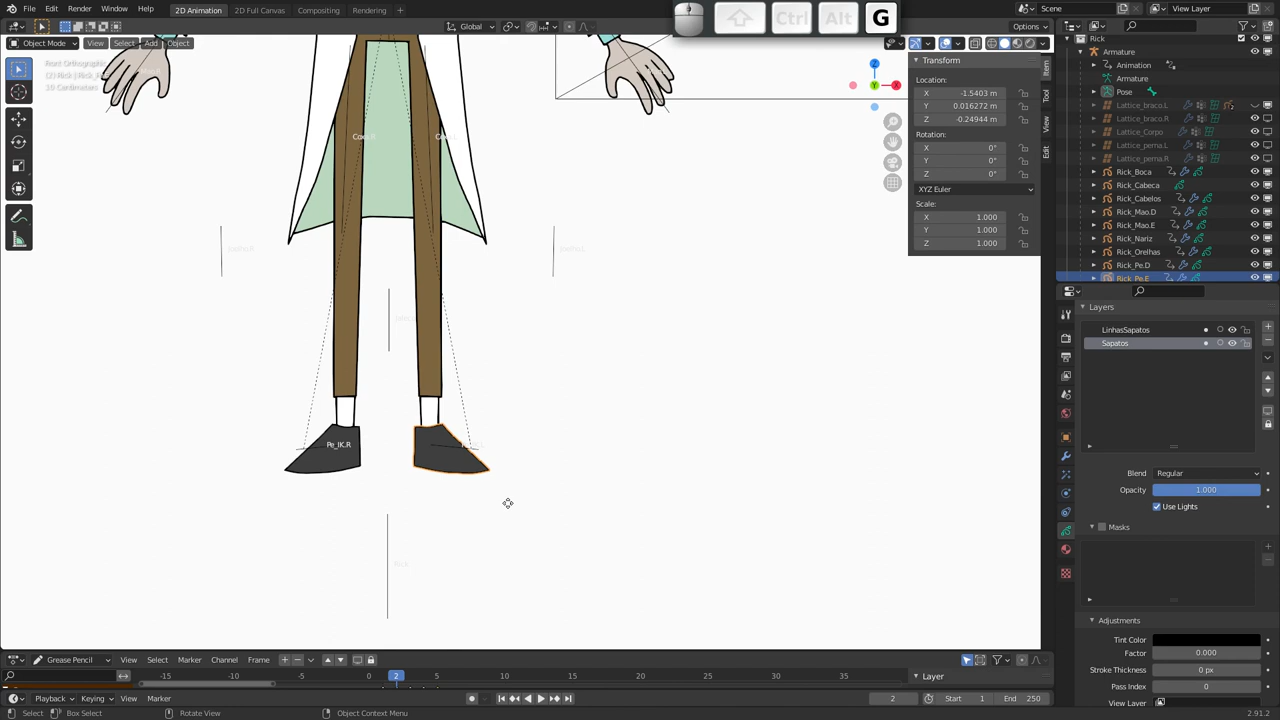 File Edit Render Window Help 2D Animation 2D Full Canvas Compositing Rendering Scene View Layer
Global Ctrl Alt G
Object Mode View Select Add Object Options
Front Orthographic
Transform
Location:
X -1.5403 m
Y 0.016272 m
Z -0.24944 m
Rotation:
X 0°
Y 0°
Z 0°
XYZ Euler
Scale:
X 1.000
Y 1.000
Z 1.000
Item
Tool
View
Edit
Z
Y
X
Pe_IK.R
Rick
Rick
Armature
Animation
Armature
Pose
Lattice_braco.L
Lattice_braco.R
Lattice_Corpo
Lattice_perna.L
Lattice_perna.R
Rick_Boca
Rick_Cabeca
Rick_Cabelos
Rick_Mao.D
Rick_Mao.E
Rick_Nariz
Rick_Orelhas
Rick_Pe.D
Rick_Pe.E
Layers
LinhasSapatos
Sapatos
Blend Regular
Opacity 1.000
Use Lights
Masks
Adjustments
Tint Color
Factor 0.000
Stroke Thickness 0 px
Pass Index 0
View Layer
Grease Pencil View Select Marker Channel Frame
-15 -10 -5 0 2 5 10 15 20 25 30 35
Layer
Playback Keying View Marker 2 Start 1 End 250
Select Box Select Rotate View Object Context Menu 2.91.2